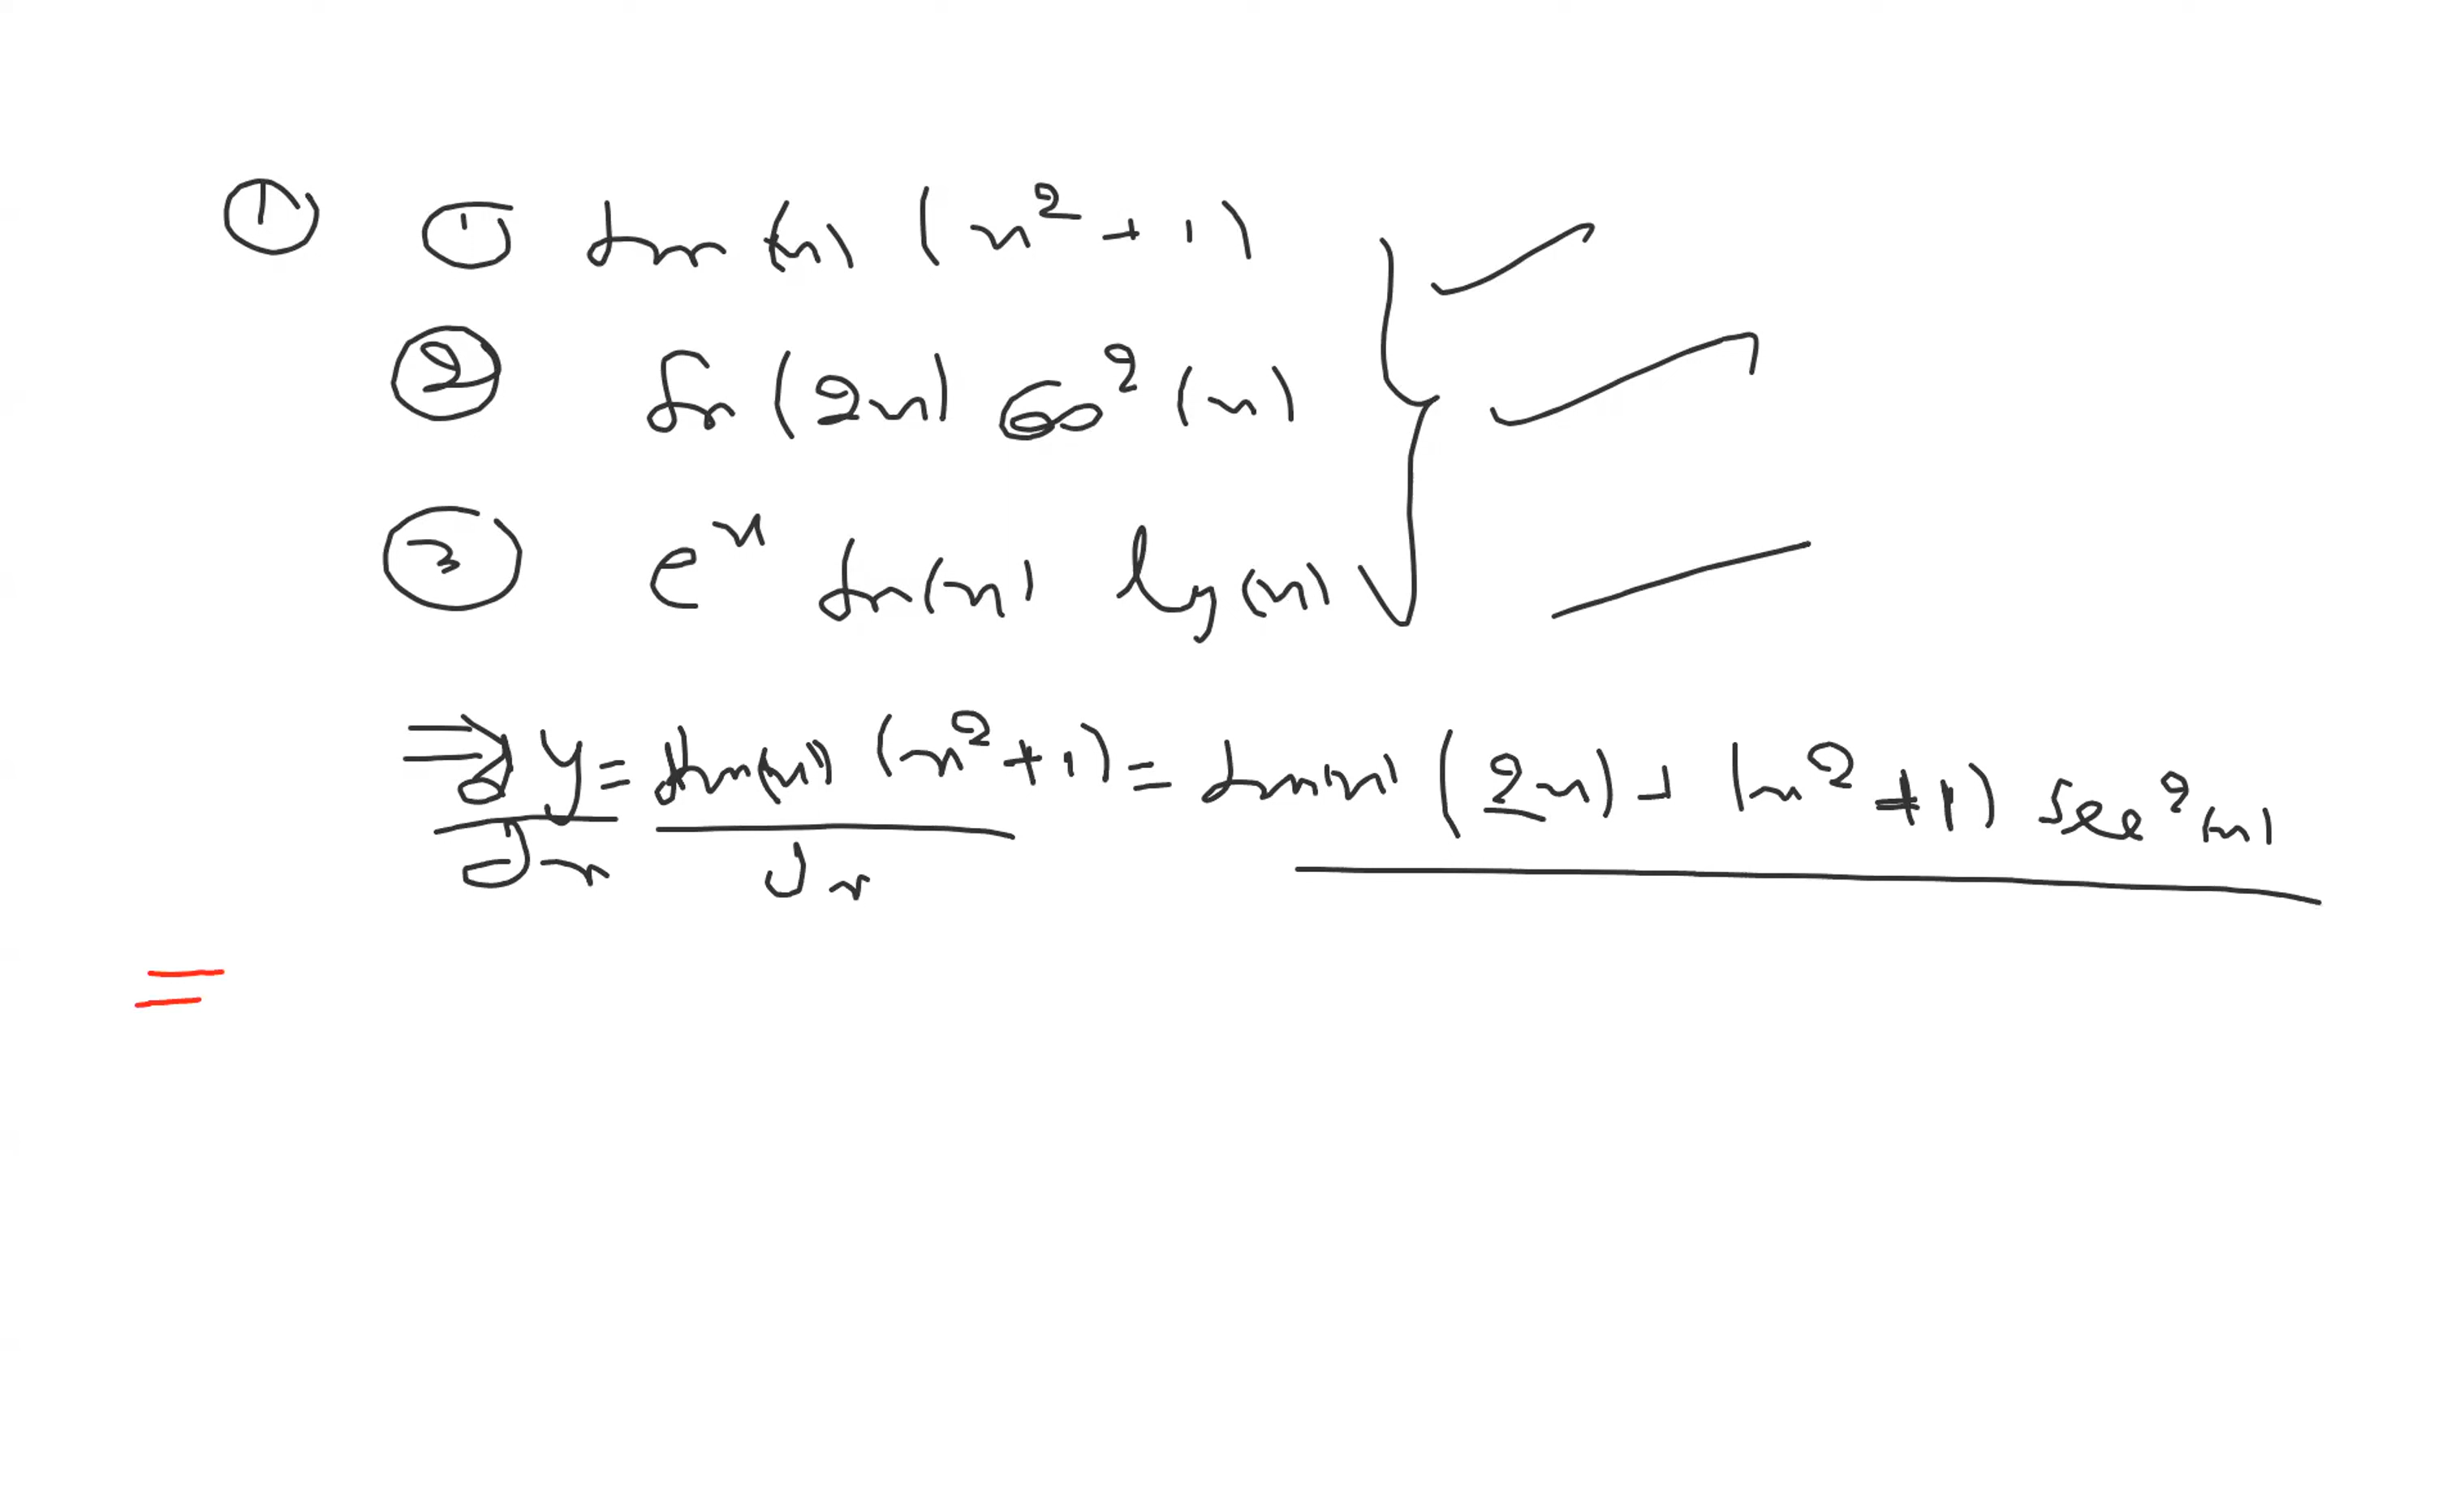 ① ① tan(x) (x²+1)
② sin(2x) cos²(x)
③ eˣ sin(x) log(x)
⇒ dy/dx = tan(x) (x²+1)/dx = tan(x) (2x) + (x²+1) sec²(x)
=